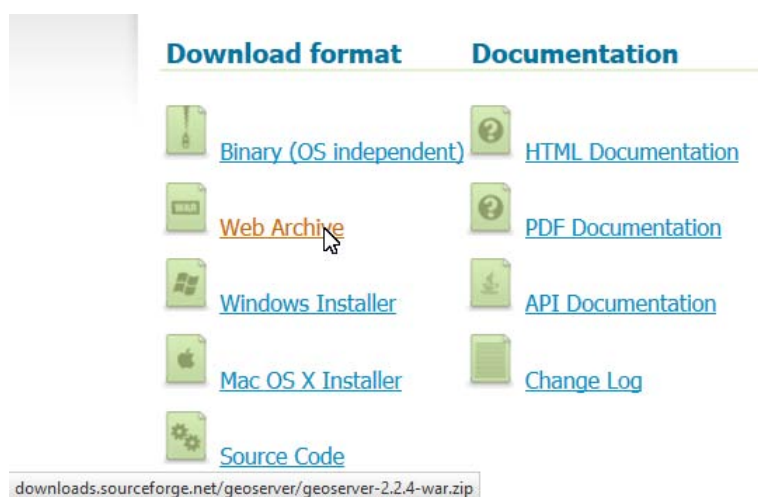 Download format
Documentation
Binary (OS independent)
HTML Documentation
WAR
Web Archive
PDF Documentation
Windows Installer
API Documentation
Mac OS X Installer
Change Log
Source Code
downloads.sourceforge.net/geoserver/geoserver-2.2.4-war.zip